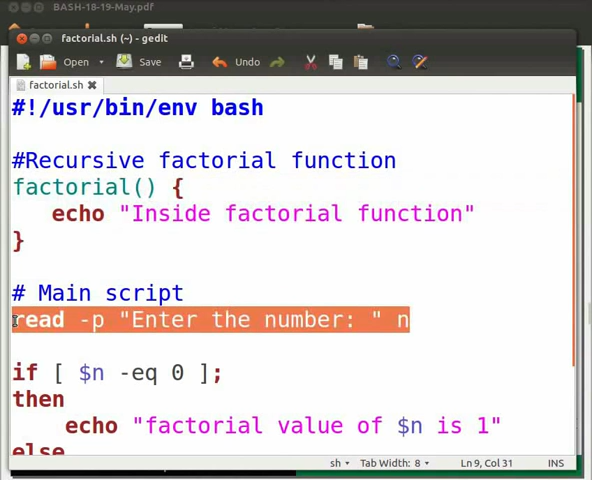 BASH-18-19-May.pdf
factorial.sh (~) - gedit
Open Save Undo
factorial.sh
#!/usr/bin/env bash
#Recursive factorial function
factorial() {
echo "Inside factorial function"
}
# Main script
read -p "Enter the number: " n
if [ $n -eq 0 ];
then
echo "factorial value of $n is 1"
else
sh Tab Width: 8 Ln 9, Col 31 INS